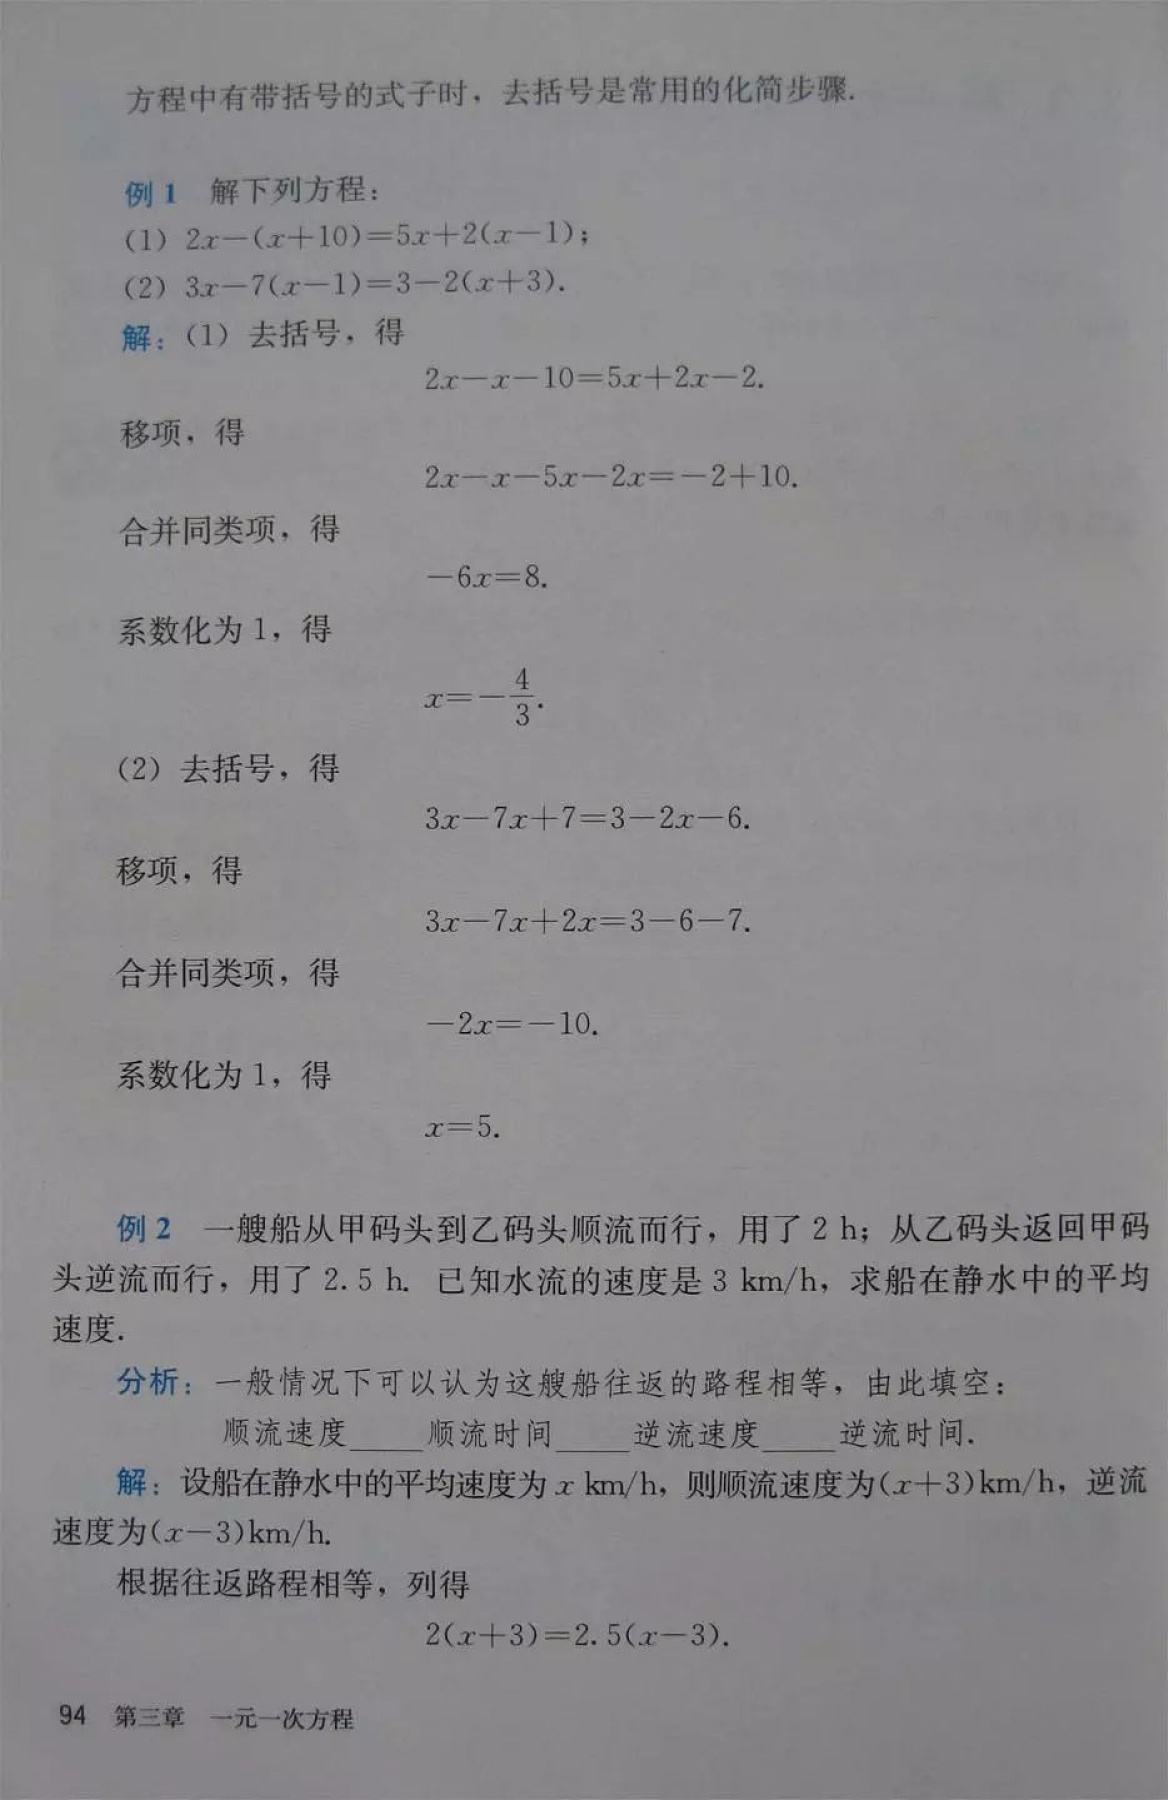 方程中有带括号的式子时，去括号是常用的化简步骤.
例1 解下列方程：
(1) 2x-(x+10)=5x+2(x-1)；
(2) 3x-7(x-1)=3-2(x+3).
解：(1) 去括号，得
2x-x-10=5x+2x-2.
移项，得
2x-x-5x-2x=-2+10.
合并同类项，得
-6x=8.
系数化为1，得
x=-4/3.
(2) 去括号，得
3x-7x+7=3-2x-6.
移项，得
3x-7x+2x=3-6-7.
合并同类项，得
-2x=-10.
系数化为1，得
x=5.
例2 一艘船从甲码头到乙码头顺流而行，用了2 h；从乙码头返回甲码
头逆流而行，用了2.5 h. 已知水流的速度是3 km/h，求船在静水中的平均
速度.
分析：一般情况下可以认为这艘船往返的路程相等，由此填空：
顺流速度____顺流时间____逆流速度____逆流时间.
解：设船在静水中的平均速度为x km/h，则顺流速度为(x+3)km/h，逆流
速度为(x-3)km/h.
根据往返路程相等，列得
2(x+3)=2.5(x-3).
94 第三章 一元一次方程